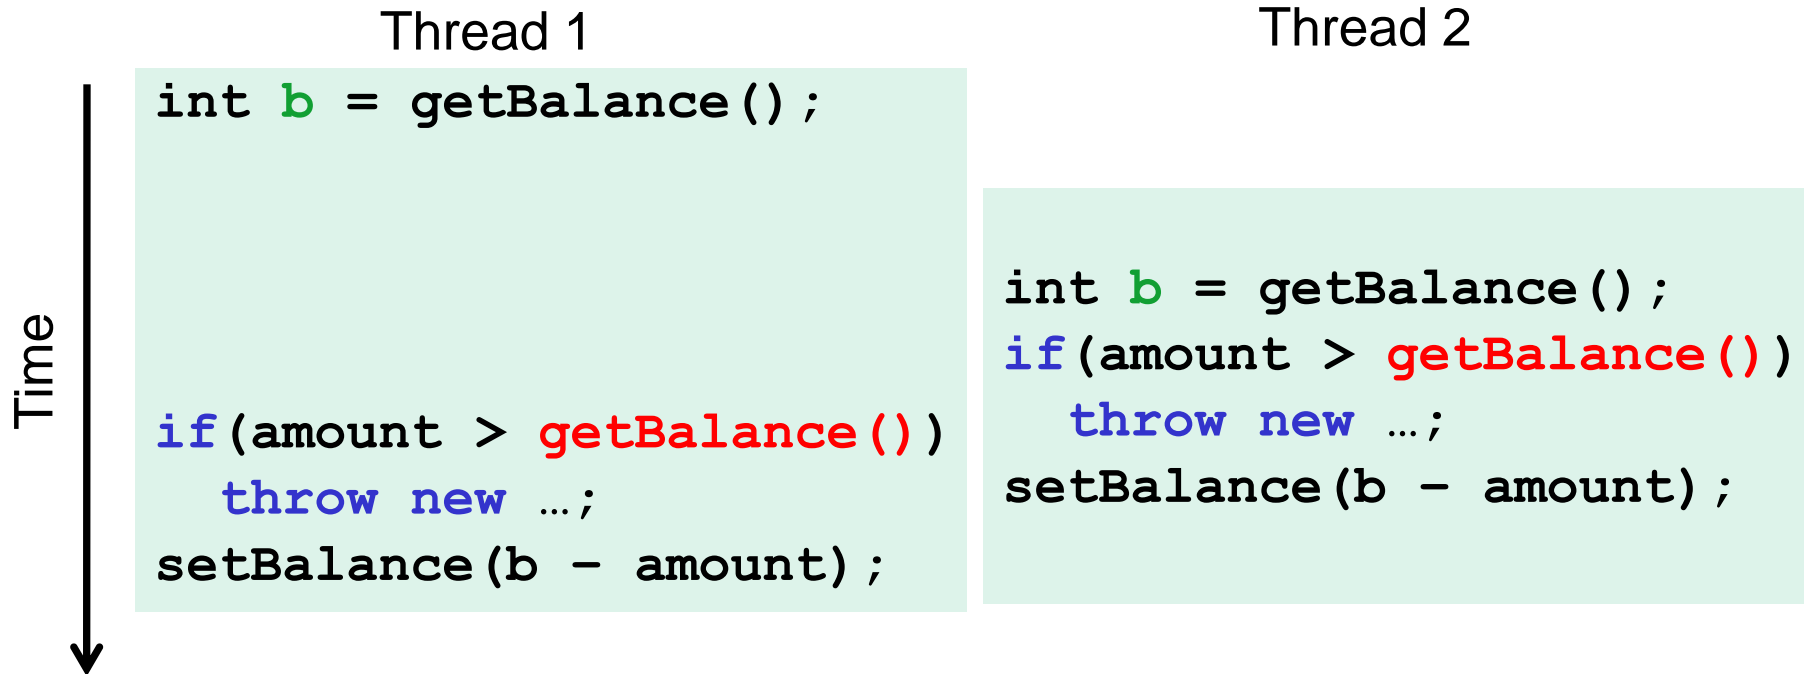 Thread 1
Thread 2
Time
int b = getBalance();
if(amount > getBalance())
throw new …;
setBalance(b – amount);
int b = getBalance();
if(amount > getBalance())
throw new …;
setBalance(b – amount);